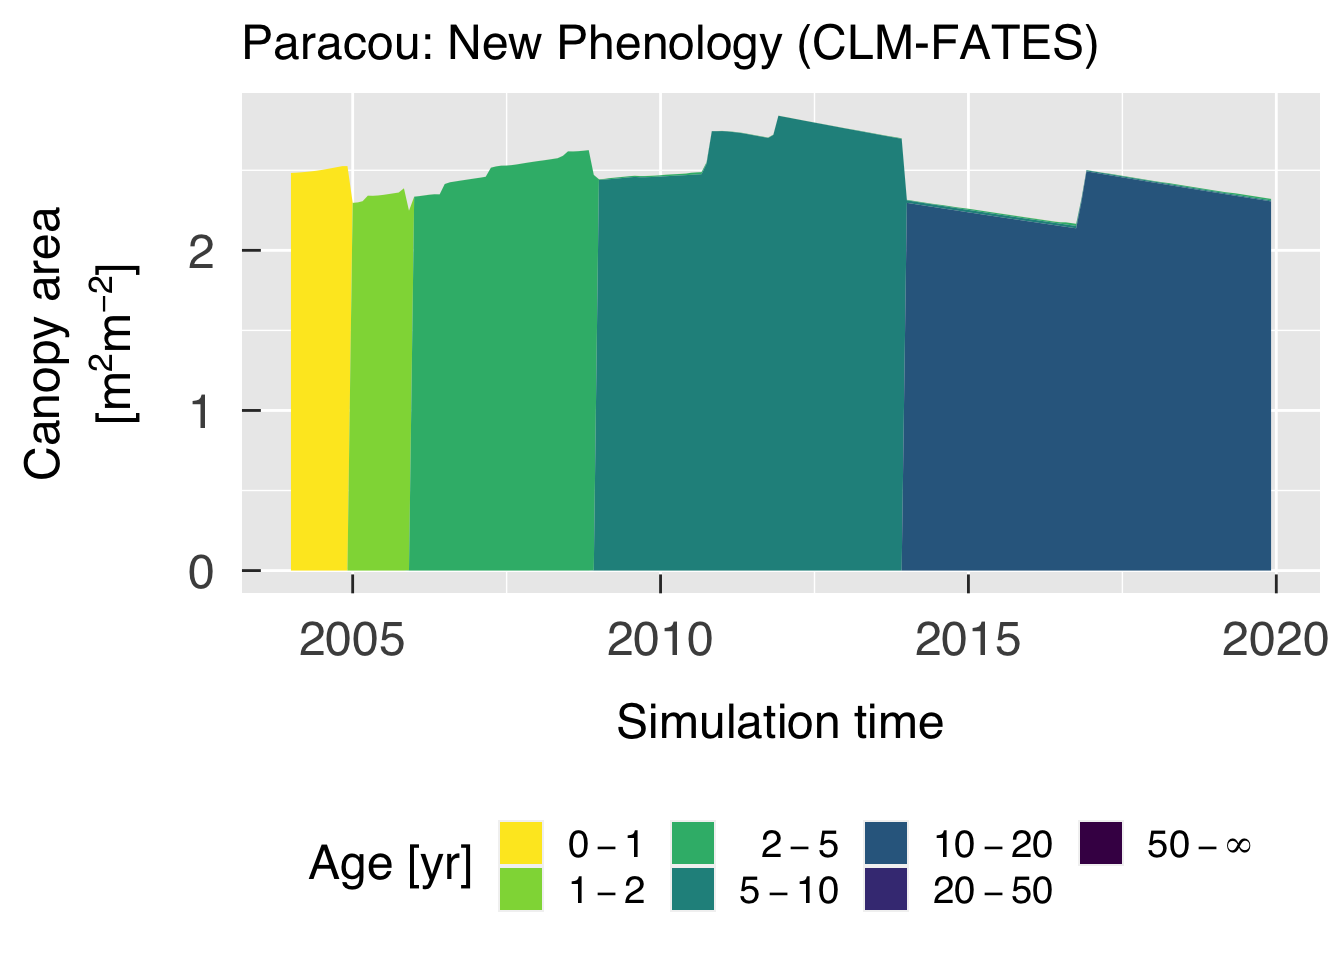 Paracou: New Phenology (CLM-FATES)
Canopy area
[m²m⁻²]
2
1
0
2005 2010 2015 2020
Simulation time
Age [yr]
0 – 1 2 – 5 10 – 20 50 – ∞
1 – 2 5 – 10 20 – 50